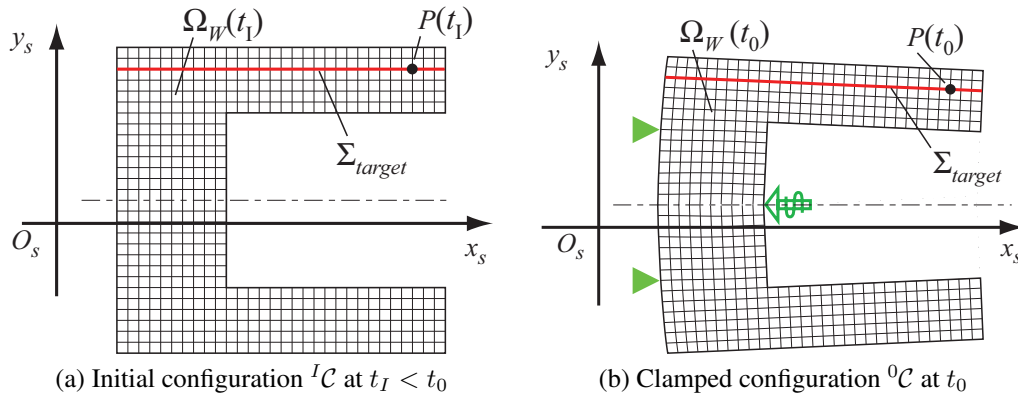 y_s
Ω_W(t_I)
P(t_I)
Σ_target
O_s
x_s
(a) Initial configuration ^I𝒞 at t_I < t_0
y_s
Ω_W (t_0)
P(t_0)
Σ_target
O_s
x_s
(b) Clamped configuration ^0𝒞 at t_0